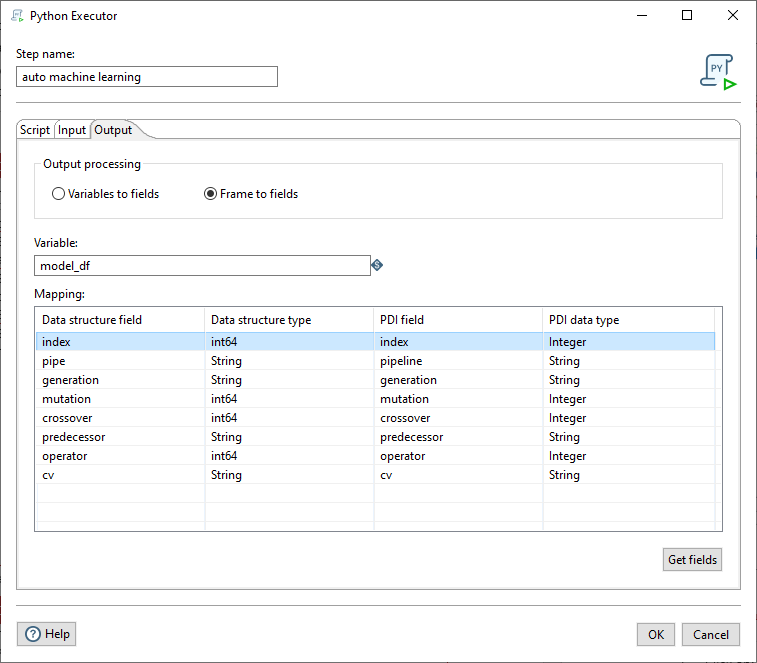 Python Executor
Step name:
auto machine learning
PY
Script Input Output
Output processing
Variables to fields Frame to fields
Variable:
model_df
S
Mapping:
Data structure field Data structure type PDI field PDI data type
index int64 index Integer
pipe String pipeline String
generation String generation String
mutation int64 mutation Integer
crossover int64 crossover Integer
predecessor String predecessor String
operator int64 operator Integer
cv String cv String
Get fields
? Help OK Cancel